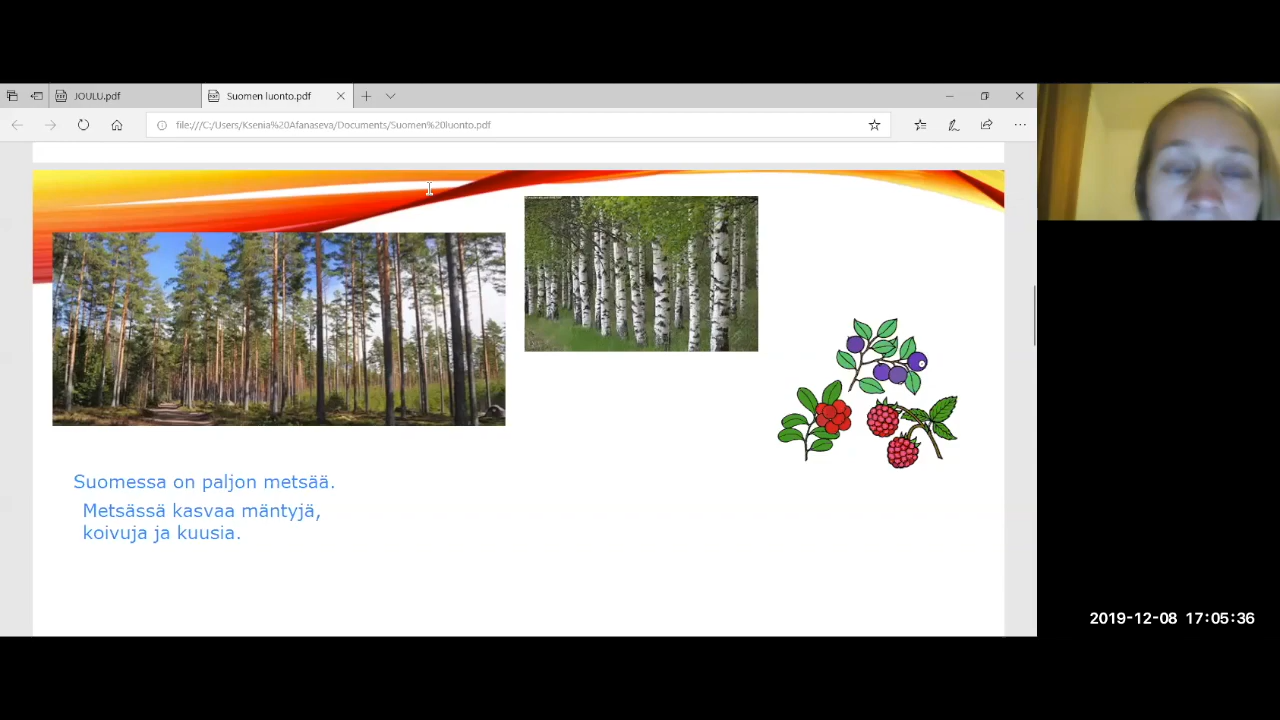 JOULU.pdf
Suomen luonto.pdf
file:///C:/Users/Ksenia%20Afanaseva/Documents/Suomen%20luonto.pdf
Suomessa on paljon metsää.
Metsässä kasvaa mäntyjä,
koivuja ja kuusia.
2019-12-08 17:05:36